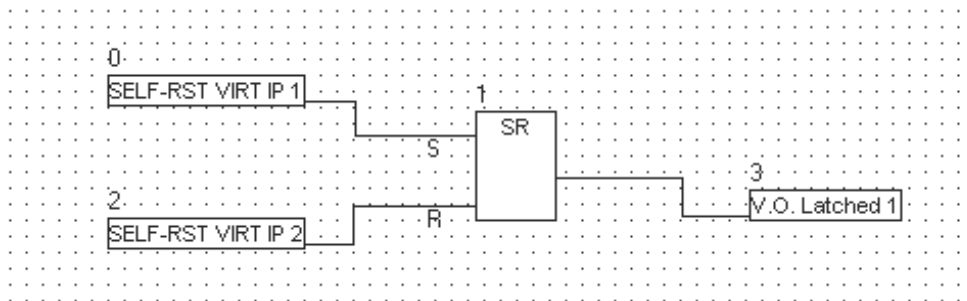 0
SELF-RST VIRT IP 1
1
SR
S
3
V.O. Latched 1
2
R
SELF-RST VIRT IP 2